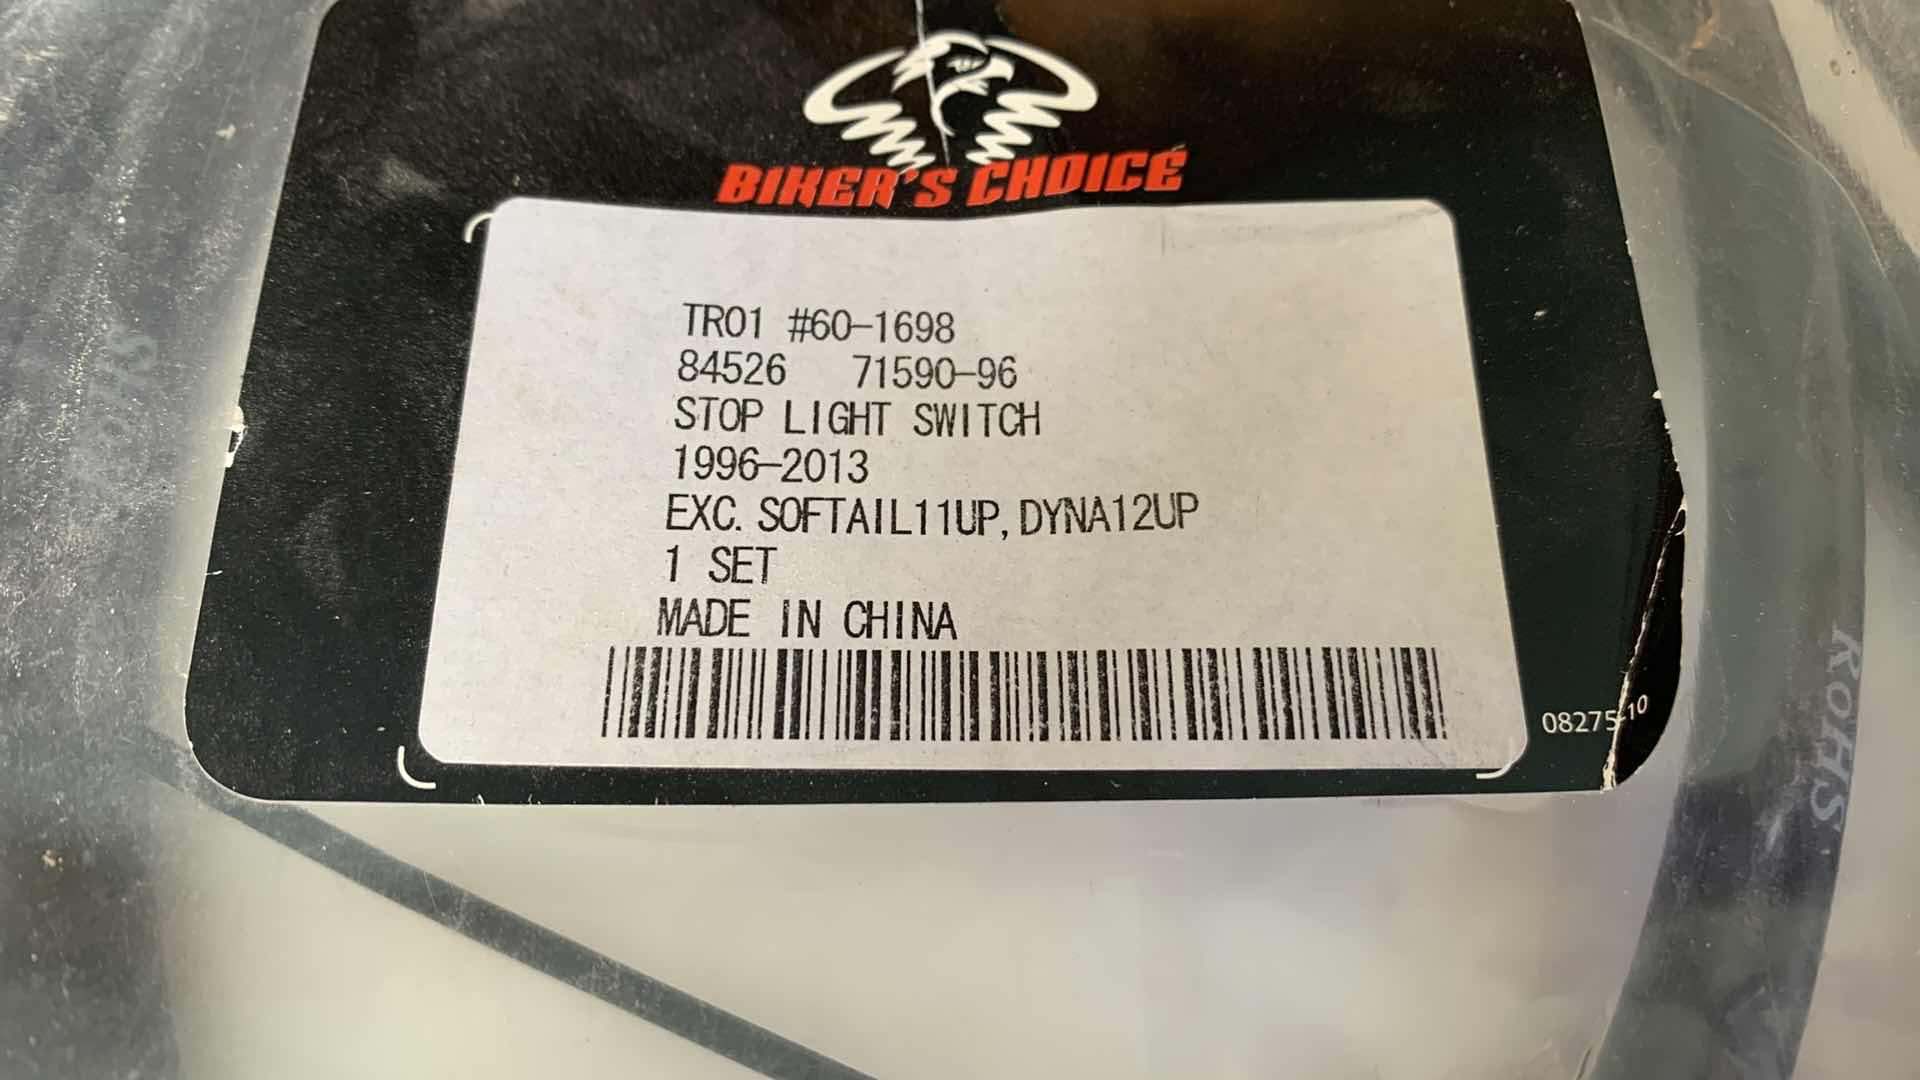 BIKER'S CHOICE
TR01 #60-1698
84526 71590-96
STOP LIGHT SWITCH
1996-2013
EXC. SOFTAIL11UP, DYNA12UP
1 SET
MADE IN CHINA
08275-10
RoHS